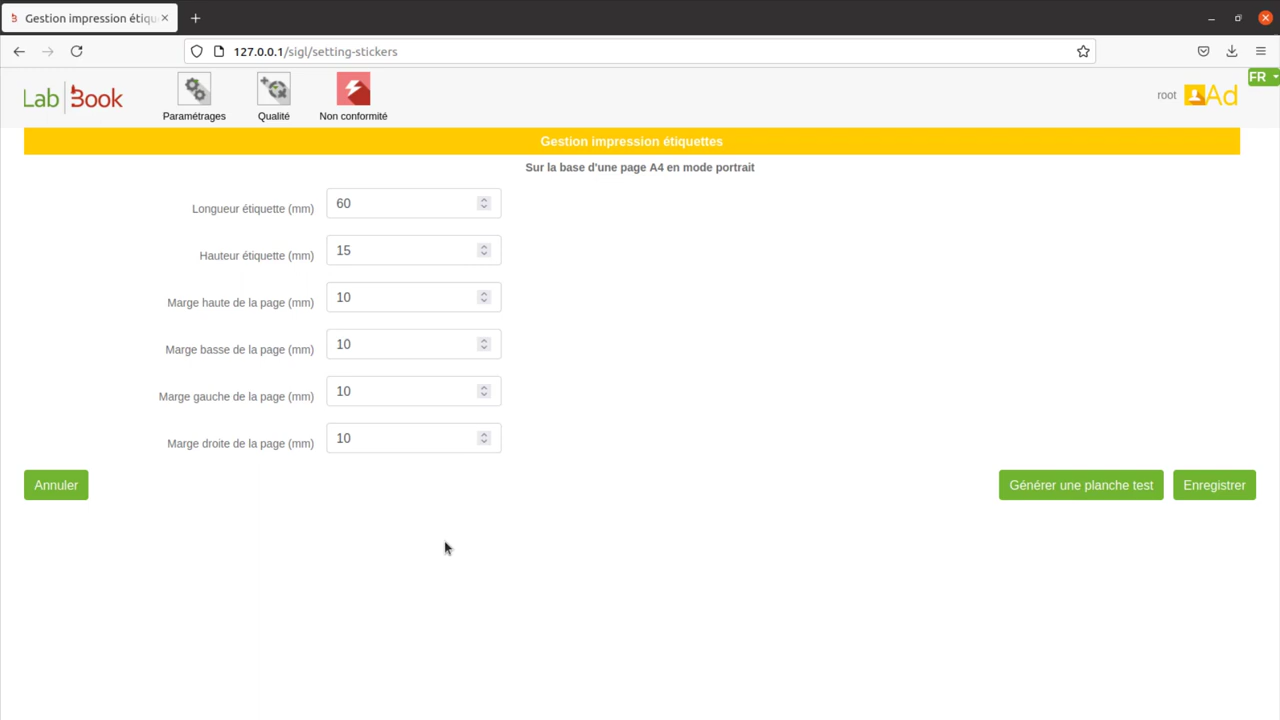 Gestion impression étiqu
127.0.0.1/sigl/setting-stickers
Lab Book
Paramétrages
Qualité
Non conformité
root
Ad
FR
Gestion impression étiquettes
Sur la base d'une page A4 en mode portrait
Longueur étiquette (mm) 60
Hauteur étiquette (mm) 15
Marge haute de la page (mm) 10
Marge basse de la page (mm) 10
Marge gauche de la page (mm) 10
Marge droite de la page (mm) 10
Annuler
Générer une planche test
Enregistrer